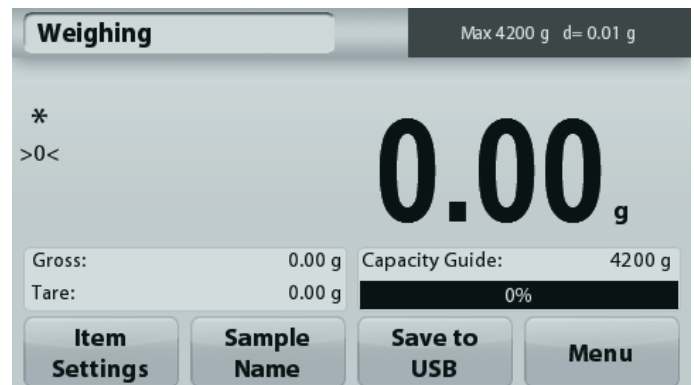 Weighing
Max 4200 g d= 0.01 g
*
>0<
0.00 g
Gross: 0.00 g
Tare: 0.00 g
Capacity Guide: 4200 g
0%
Item Settings
Sample Name
Save to USB
Menu